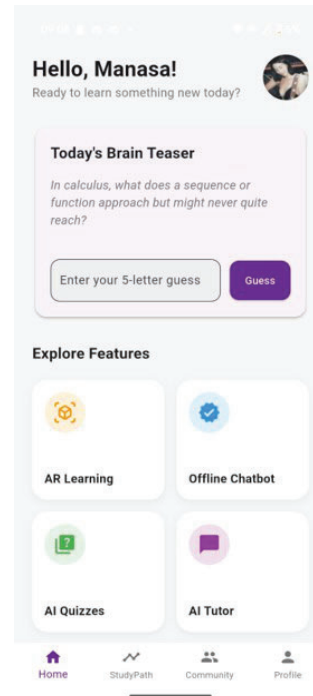 Hello, Manasa!
Ready to learn something new today?
Today's Brain Teaser
In calculus, what does a sequence or
function approach but might never quite
reach?
Enter your 5-letter guess
Guess
Explore Features
AR Learning
Offline Chatbot
AI Quizzes
AI Tutor
Home
StudyPath
Community
Profile